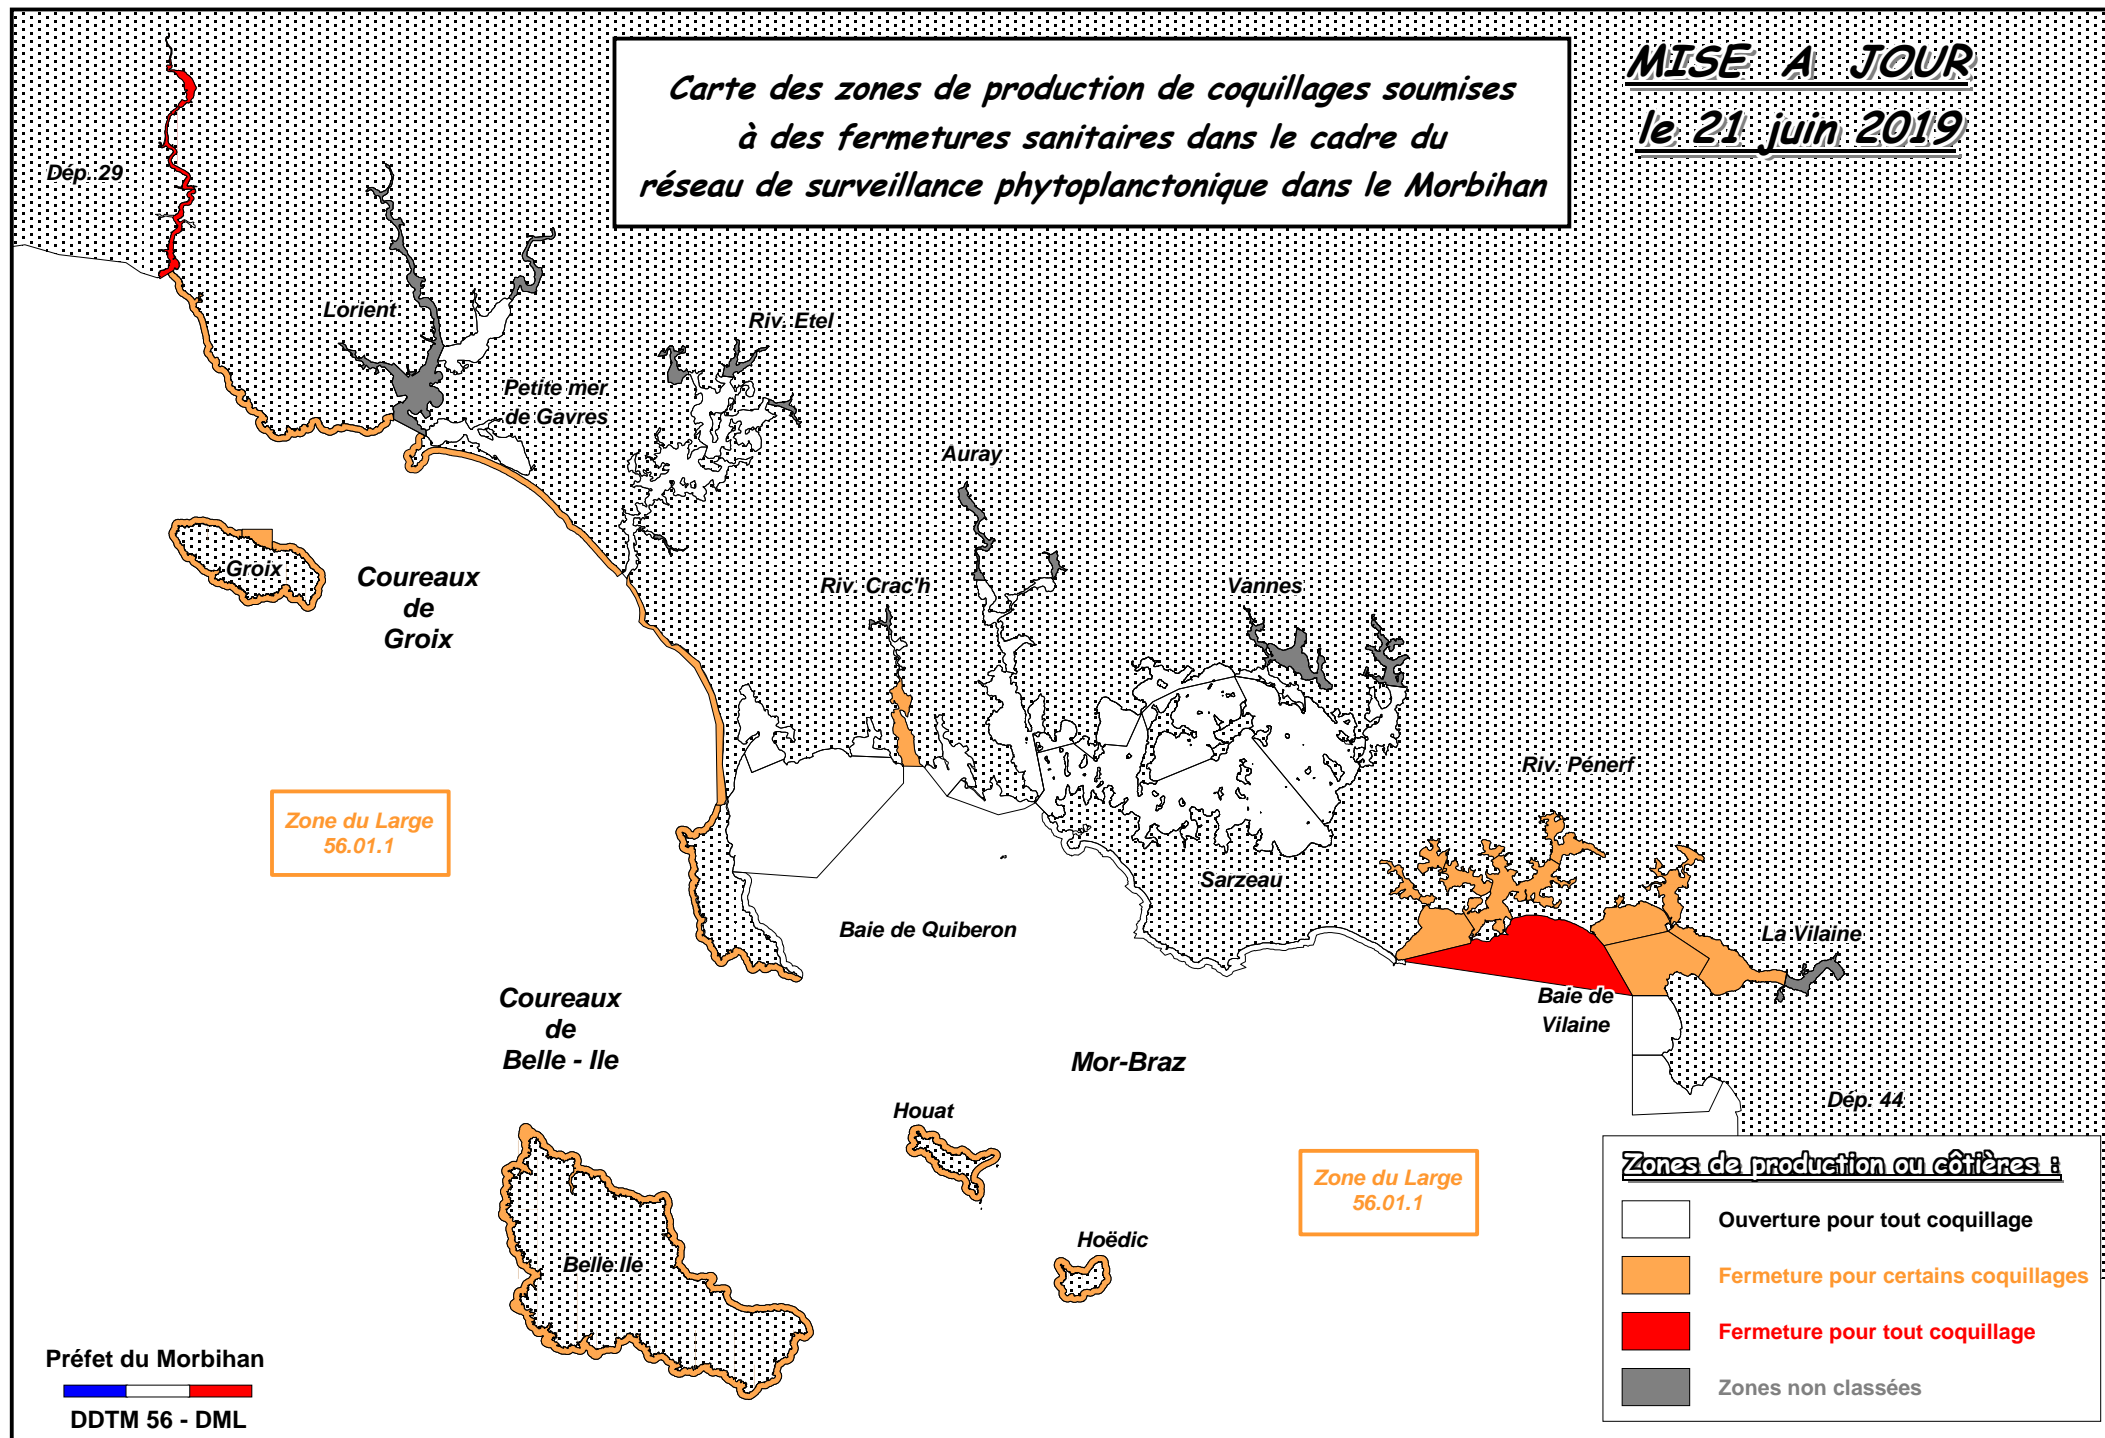 Carte des zones de production de coquillages soumises
à des fermetures sanitaires dans le cadre du
réseau de surveillance phytoplanctonique dans le Morbihan
MISE A JOUR
le 21 juin 2019
Dép. 29
Lorient
Riv. Etel
Petite mer
de Gavres
Auray
Groix
Coureaux
de
Groix
Riv. Crac'h
Vannes
Riv. Pénerf
Zone du Large
56.01.1
Sarzeau
Baie de Quiberon
La Vilaine
Baie de
Vilaine
Coureaux
de
Belle - Ile
Mor-Braz
Houat
Dép. 44
Zone du Large
56.01.1
Hoëdic
Belle Ile
Zones de production ou côtières :
Ouverture pour tout coquillage
Fermeture pour certains coquillages
Fermeture pour tout coquillage
Zones non classées
Préfet du Morbihan
DDTM 56 - DML